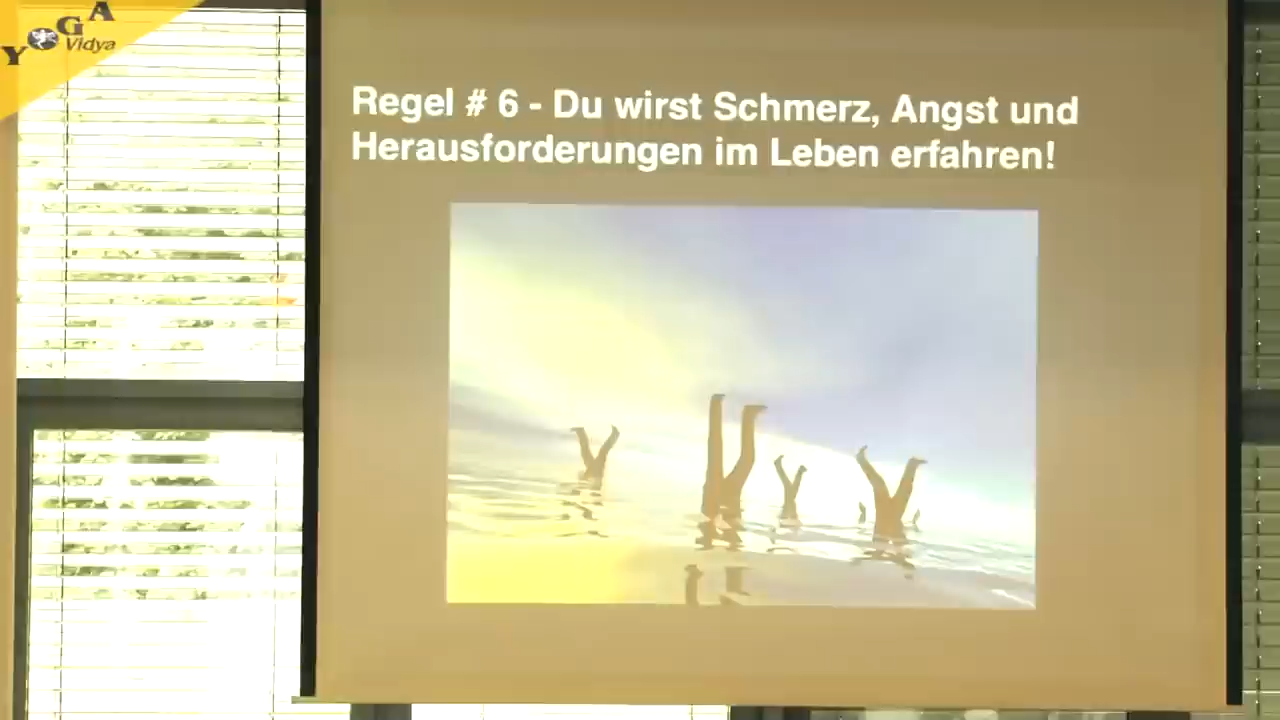 YOGA
Vidya
Regel # 6 - Du wirst Schmerz, Angst und
Herausforderungen im Leben erfahren!